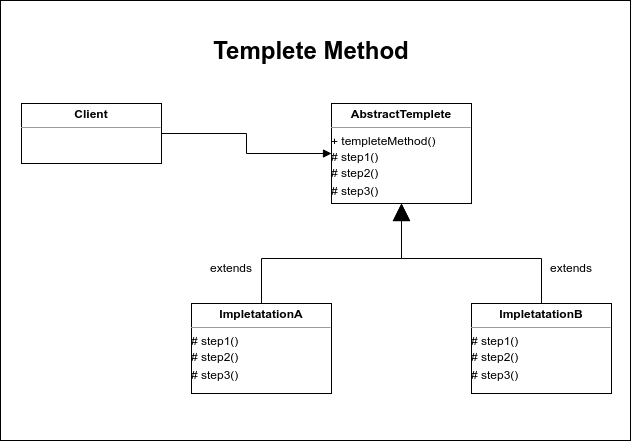 Templete Method
Client
AbstractTemplete
+ templeteMethod()
# step1()
# step2()
# step3()
extends
extends
ImpletatationA
# step1()
# step2()
# step3()
ImpletatationB
# step1()
# step2()
# step3()